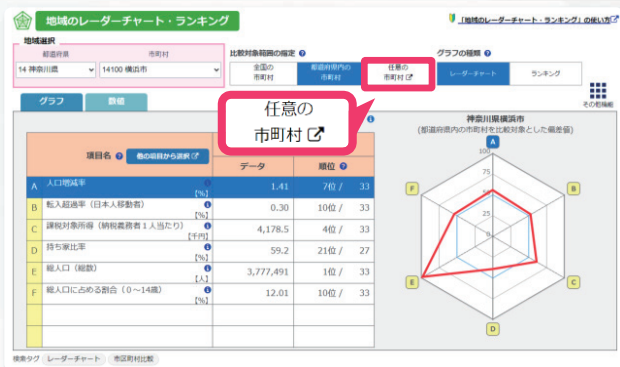 地域のレーダーチャート・ランキング
「地域のレーダーチャート・ランキング」の使い方
地域選択
都道府県 市町村
14 神奈川県 14100 横浜市
比較対象範囲の指定
全国の市町村
都道府県内の市町村
任意の市町村
グラフの種類
レーダーチャート ランキング
その他機能
グラフ 数値
任意の
市町村
項目名 他の項目から選択
データ 順位
A 人口増減率 【%】 1.41 7位 / 33
B 転入超過率（日本人移動者） 【%】 0.30 10位 / 33
C 課税対象所得（納税義務者１人当たり） 【千円】 4,178.5 4位 / 33
D 持ち家比率 【%】 59.2 21位 / 27
E 総人口（総数） 【人】 3,777,491 1位 / 33
F 総人口に占める割合（０～14歳） 【%】 12.01 10位 / 33
神奈川県横浜市
(都道府県内の市町村を比較対象とした偏差値)
A
100
75
F B
25
0
E C
D
検索タグ レーダーチャート 市区町村比較